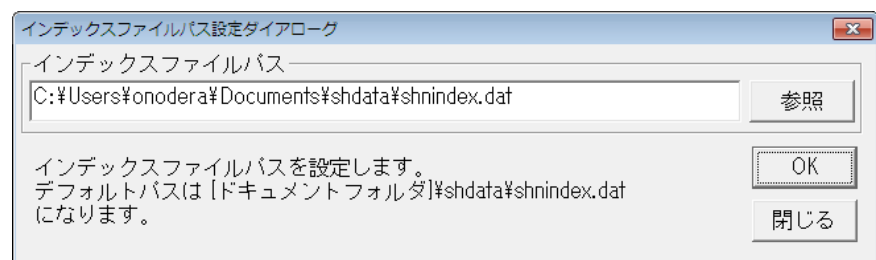 インデックスファイルパス設定ダイアローグ
インデックスファイルパス
C:¥Users¥onodera¥Documents¥shdata¥shnindex.dat
参照
インデックスファイルパスを設定します。
デフォルトパスは [ドキュメントフォルダ]¥shdata¥shnindex.dat
になります。
OK
閉じる